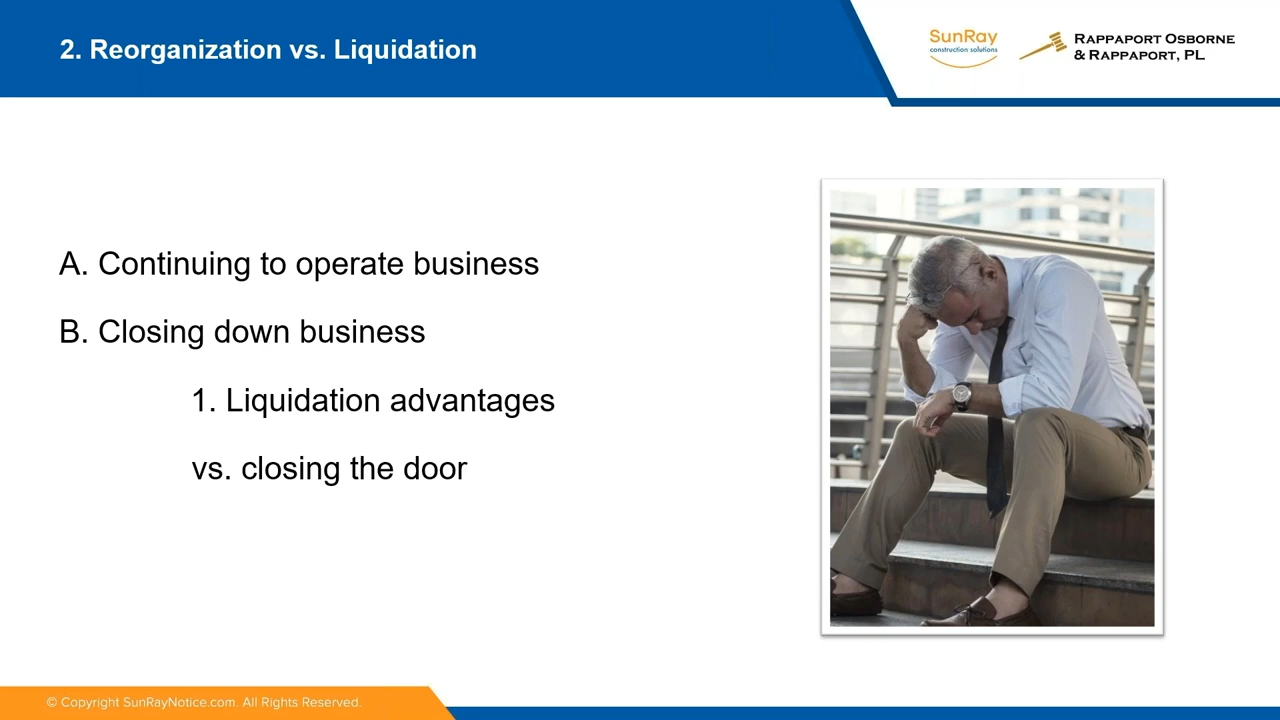 2. Reorganization vs. Liquidation
SunRay
construction solutions
RAPPAPORT OSBORNE
& RAPPAPORT, PL
A. Continuing to operate business
B. Closing down business
1. Liquidation advantages
vs. closing the door
© Copyright SunRayNotice.com. All Rights Reserved.